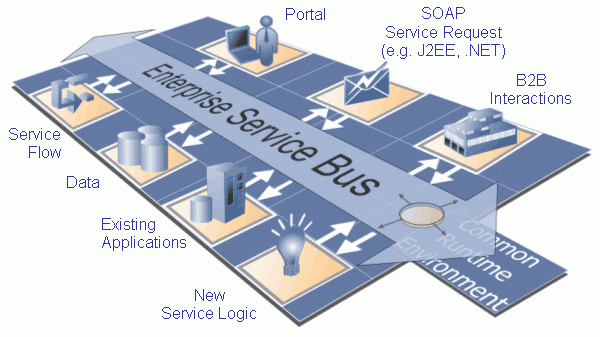 Portal
SOAP
Service Request
(e.g. J2EE, .NET)
B2B
Interactions
Enterprise Service Bus
Service
Flow
Data
Existing
Applications
New
Service Logic
Common
Runtime
Environment